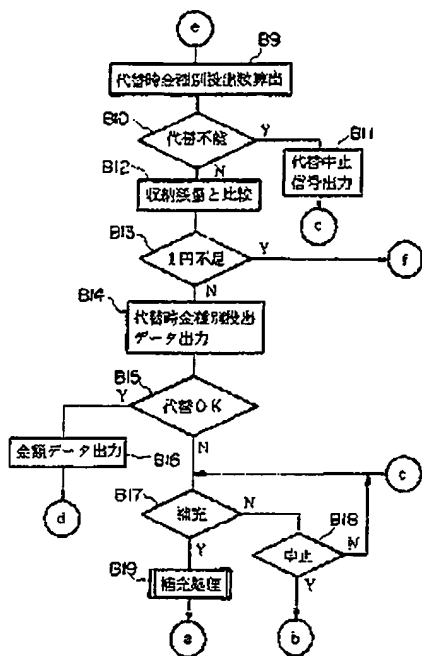 e
B9
代替時金種別投出数算出
B10
代替不能
Y
B11
代替中止
信号出力
c
N
B12
収納残量と比較
B13
1円不足
Y
f
N
B14
代替時金種別投出
データ出力
B15
Y
代替OK
金額データ出力
B16
N
d
c
B17
補充
N
B18
中止
N
Y
Y
B19
補充処理
a
b